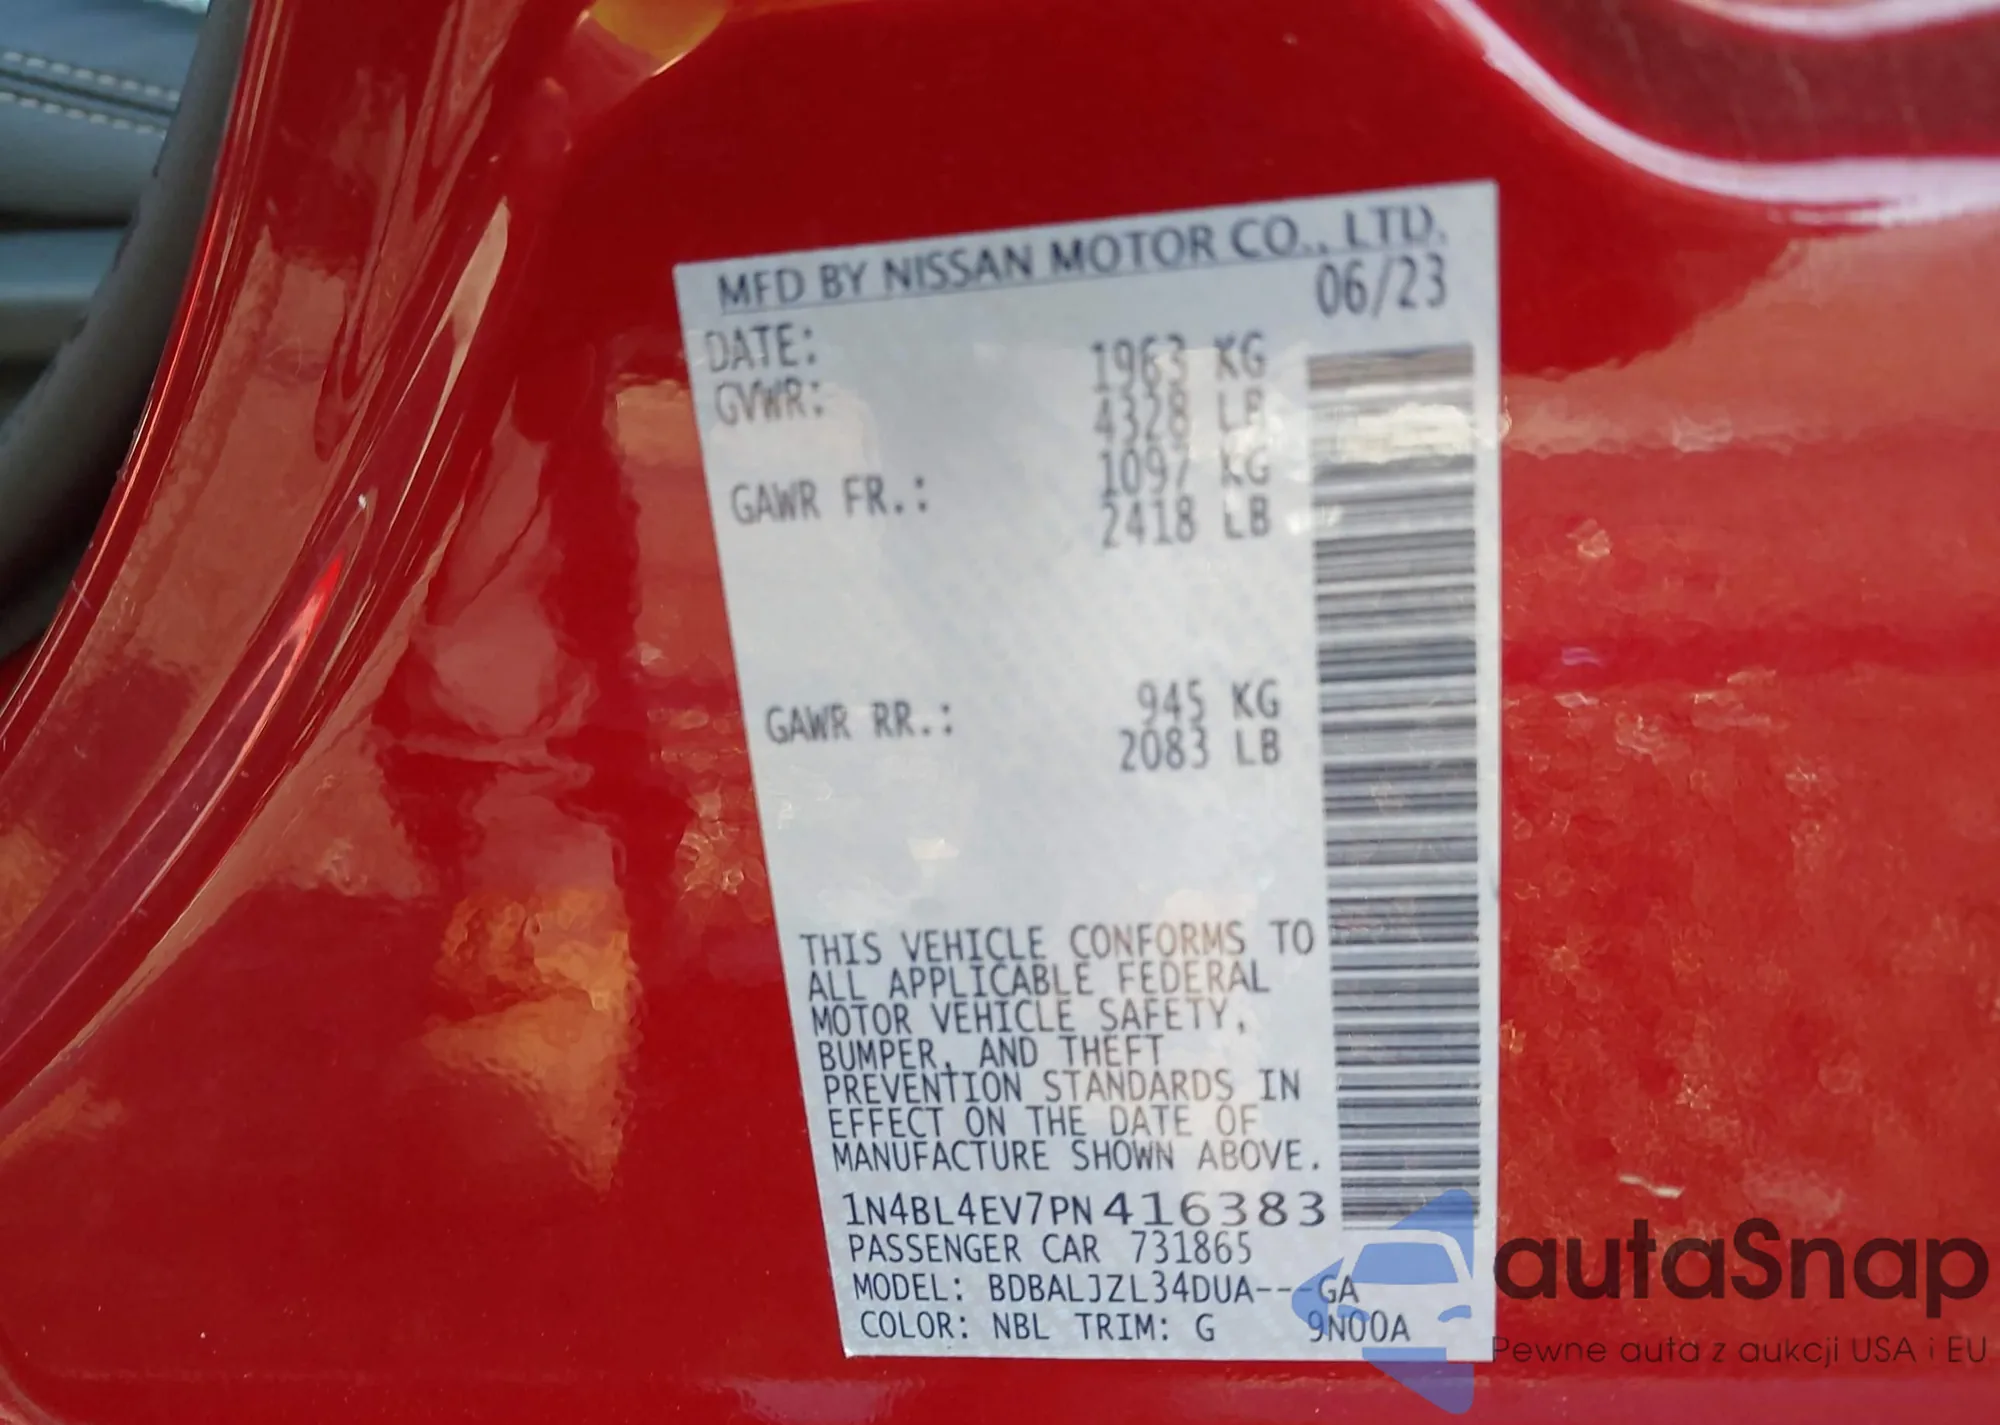 MFD BY NISSAN MOTOR CO., LTD.
DATE: 06/23
GVWR: 1963 KG
4328 LB
GAWR FR.: 1097 KG
2418 LB
GAWR RR.: 945 KG
2083 LB
THIS VEHICLE CONFORMS TO
ALL APPLICABLE FEDERAL
MOTOR VEHICLE SAFETY,
BUMPER, AND THEFT
PREVENTION STANDARDS IN
EFFECT ON THE DATE OF
MANUFACTURE SHOWN ABOVE.
1N4BL4EV7PN416383
PASSENGER CAR 731865
MODEL: BDBALJZL34DUA---GA
COLOR: NBL TRIM: G 9N00A
autaSnap
Pewne auta z aukcji USA i EU